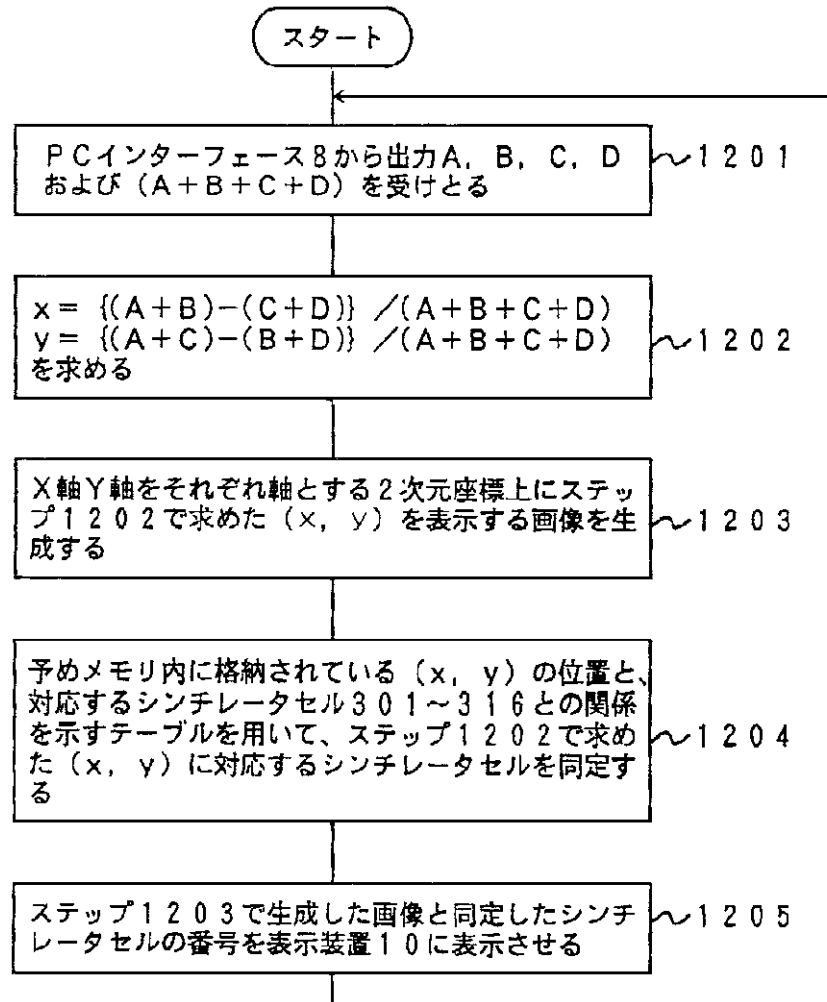 スタート
PCインターフェース8から出力A, B, C, D
および(A+B+C+D)を受けとる
1201
x= {(A+B)-(C+D)} /(A+B+C+D)
y= {(A+C)-(B+D)} /(A+B+C+D)
を求める
1202
X軸Y軸をそれぞれ軸とする2次元座標上にステッ
プ1202で求めた(x, y)を表示する画像を生
成する
1203
予めメモリ内に格納されている(x, y)の位置と、
対応するシンチレータセル301~316との関係
を示すテーブルを用いて、ステップ1202で求め
た(x, y)に対応するシンチレータセルを同定す
る
1204
ステップ1203で生成した画像と同定したシンチ
レータセルの番号を表示装置10に表示させる
1205